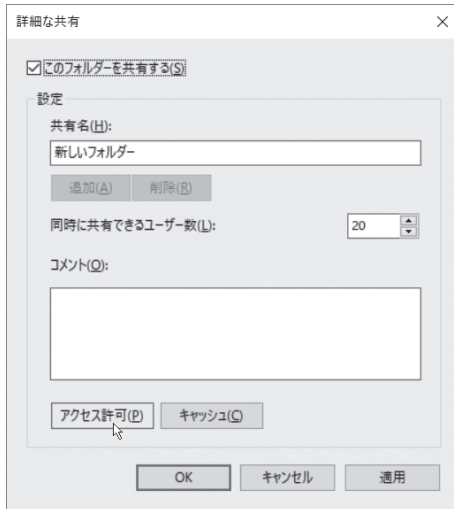 詳細な共有
このフォルダーを共有する(S)
設定
共有名(H):
新しいフォルダー
追加(A) 削除(R)
同時に共有できるユーザー数(L): 20
コメント(O):
アクセス許可(P) キャッシュ(C)
OK キャンセル 適用